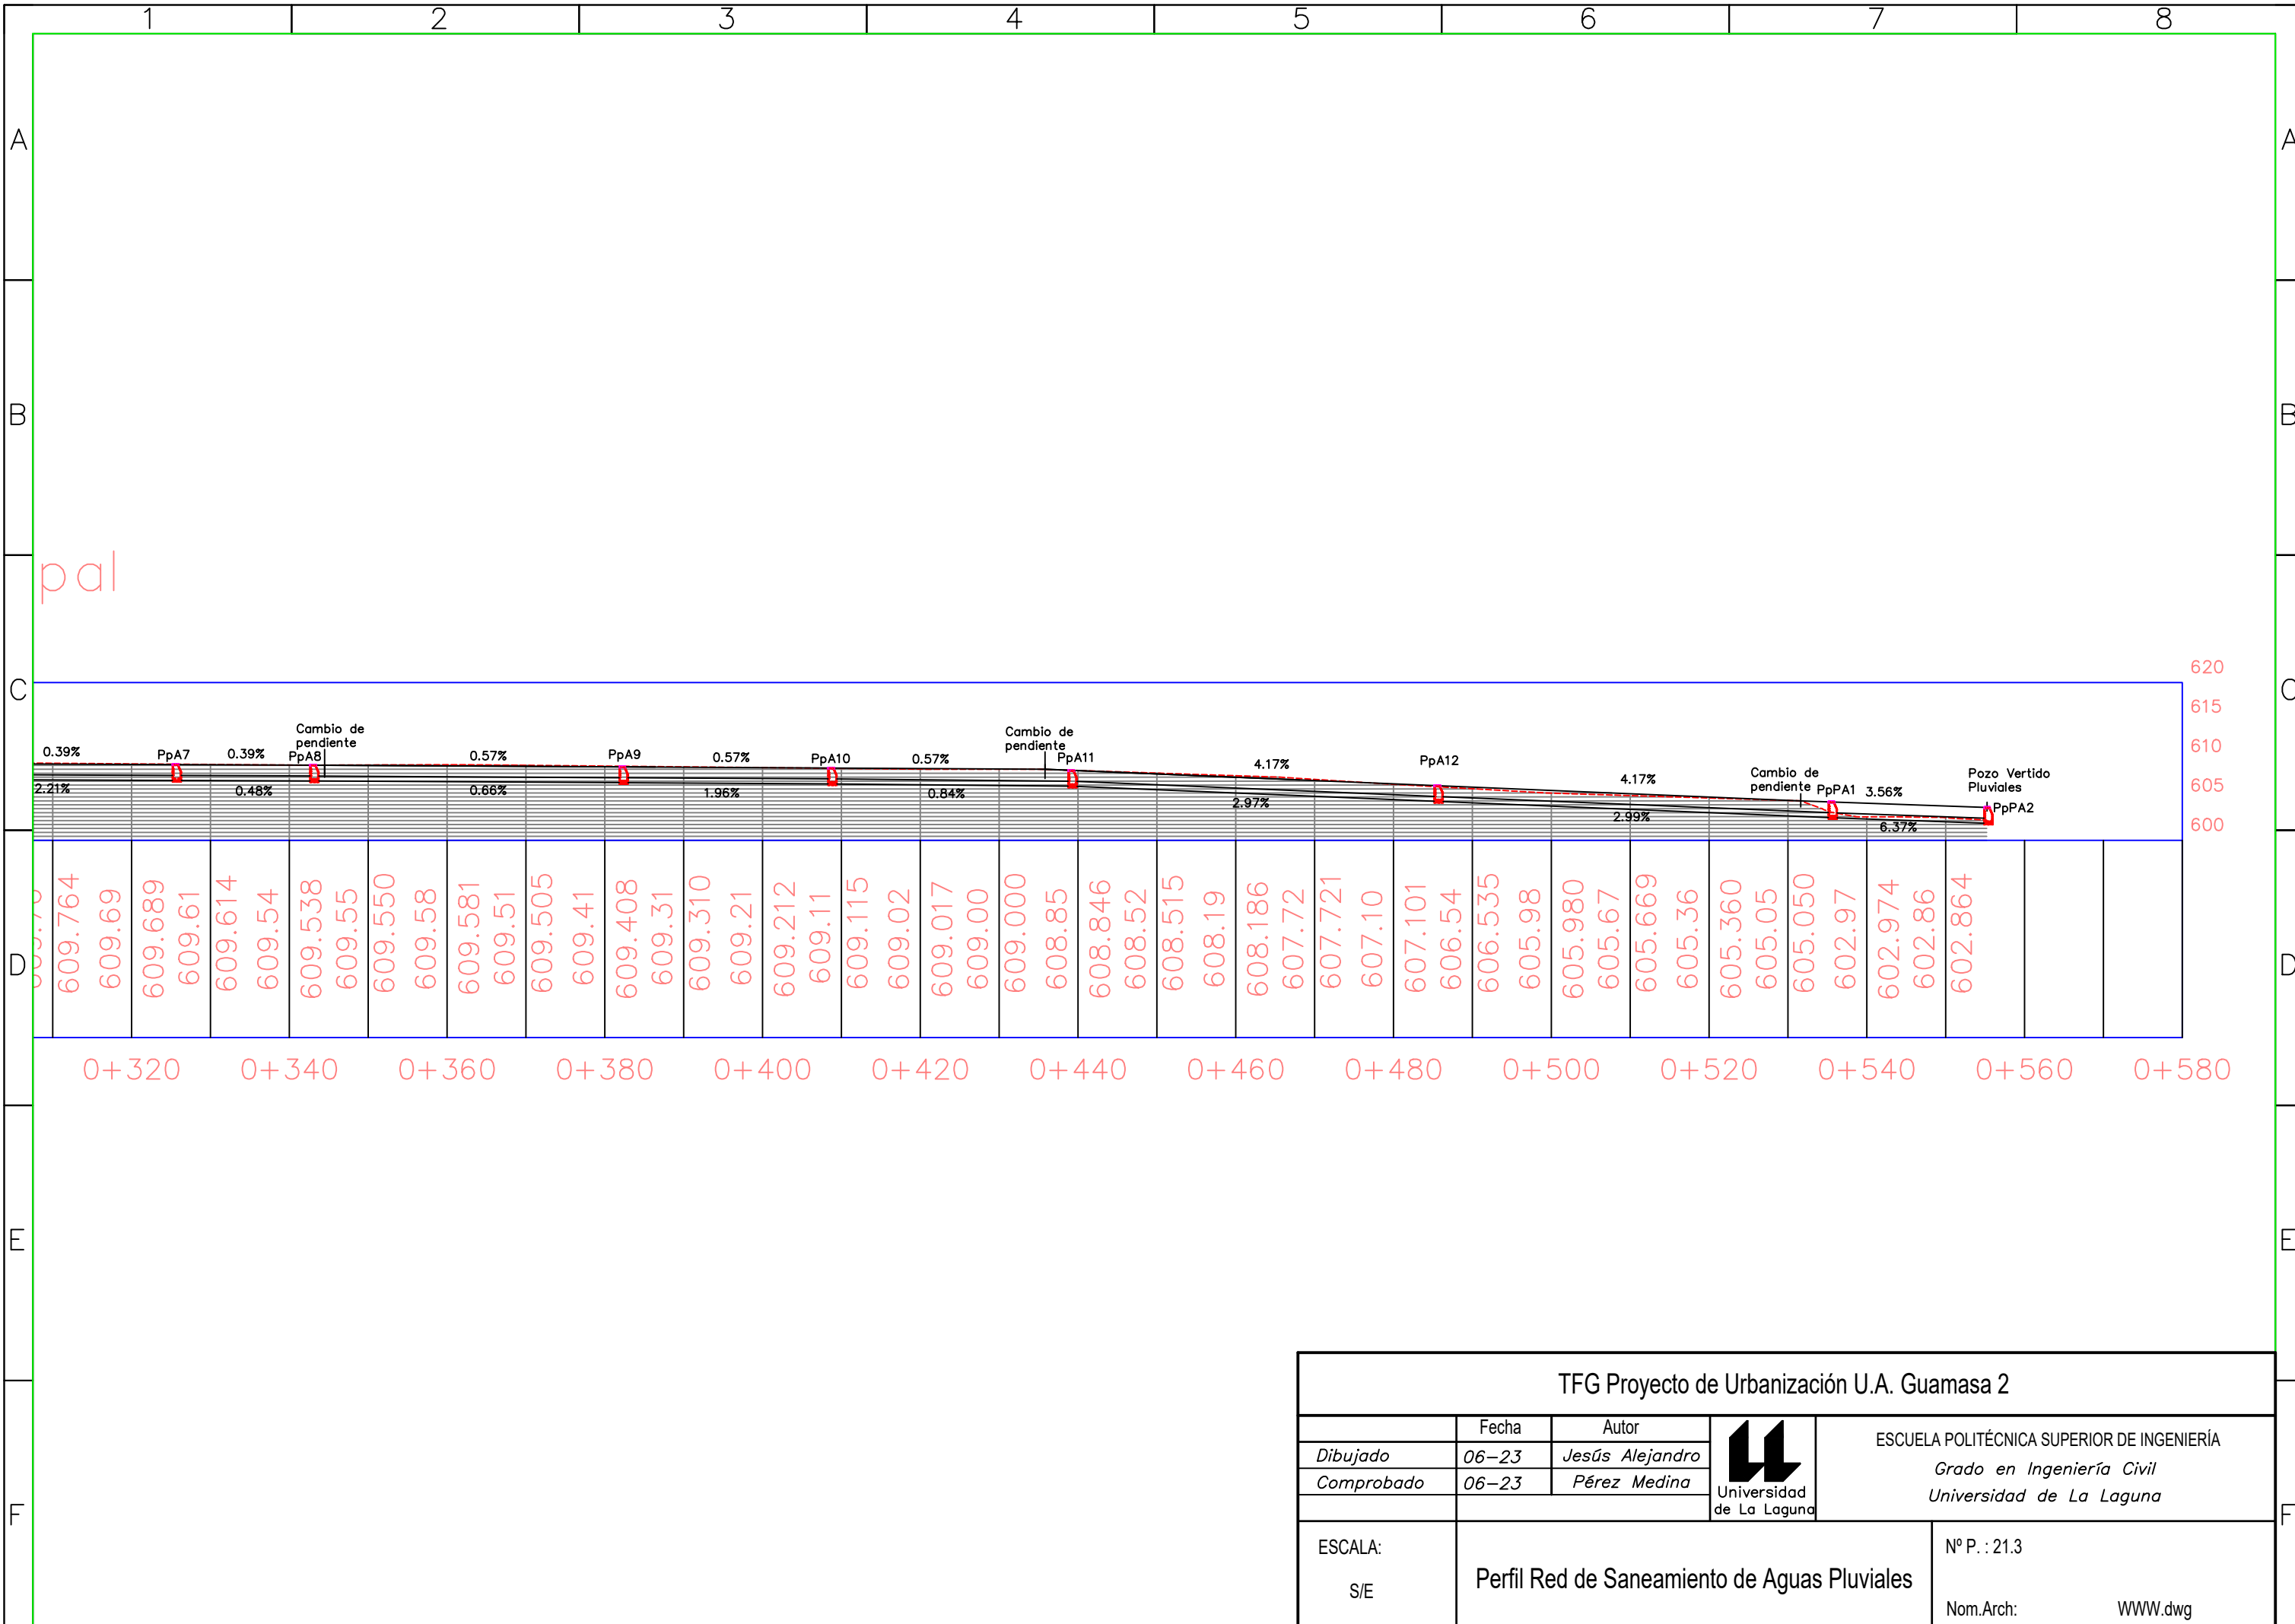 1 2 3 4 5 6 7 8
A A
B B
pal
C C
620
615
610
605
600
Cambio de
pendiente
Cambio de
pendiente
Cambio de
pendiente
Pozo Vertido
Pluviales
0.39% PpA7 0.39% PpA8 0.57% PpA9 0.57% PpA10 0.57% PpA11 4.17% PpA12 4.17% PpPA1 3.56% PpPA2
2.21% 0.48% 0.66% 1.96% 0.84% 2.97% 2.99% 6.37%
D D
609.764 609.69 609.689 609.61 609.614 609.54 609.538 609.55 609.550 609.58 609.581 609.51 609.505 609.41 609.408 609.31 609.310 609.21 609.212 609.11 609.115 609.02 609.017 609.00 609.000 608.85 608.846 608.52 608.515 608.19 608.186 607.72 607.721 607.10 607.101 606.54 606.535 605.98 605.980 605.67 605.669 605.36 605.360 605.05 605.050 602.97 602.974 602.86 602.864
0+320 0+340 0+360 0+380 0+400 0+420 0+440 0+460 0+480 0+500 0+520 0+540 0+560 0+580
E E
F F
TFG Proyecto de Urbanización U.A. Guamasa 2
Fecha Autor
Dibujado 06-23 Jesús Alejandro
Comprobado 06-23 Pérez Medina
Universidad
de La Laguna
ESCUELA POLITÉCNICA SUPERIOR DE INGENIERÍA
Grado en Ingeniería Civil
Universidad de La Laguna
ESCALA:
S/E
Perfil Red de Saneamiento de Aguas Pluviales
Nº P. : 21.3
Nom.Arch: WWW.dwg